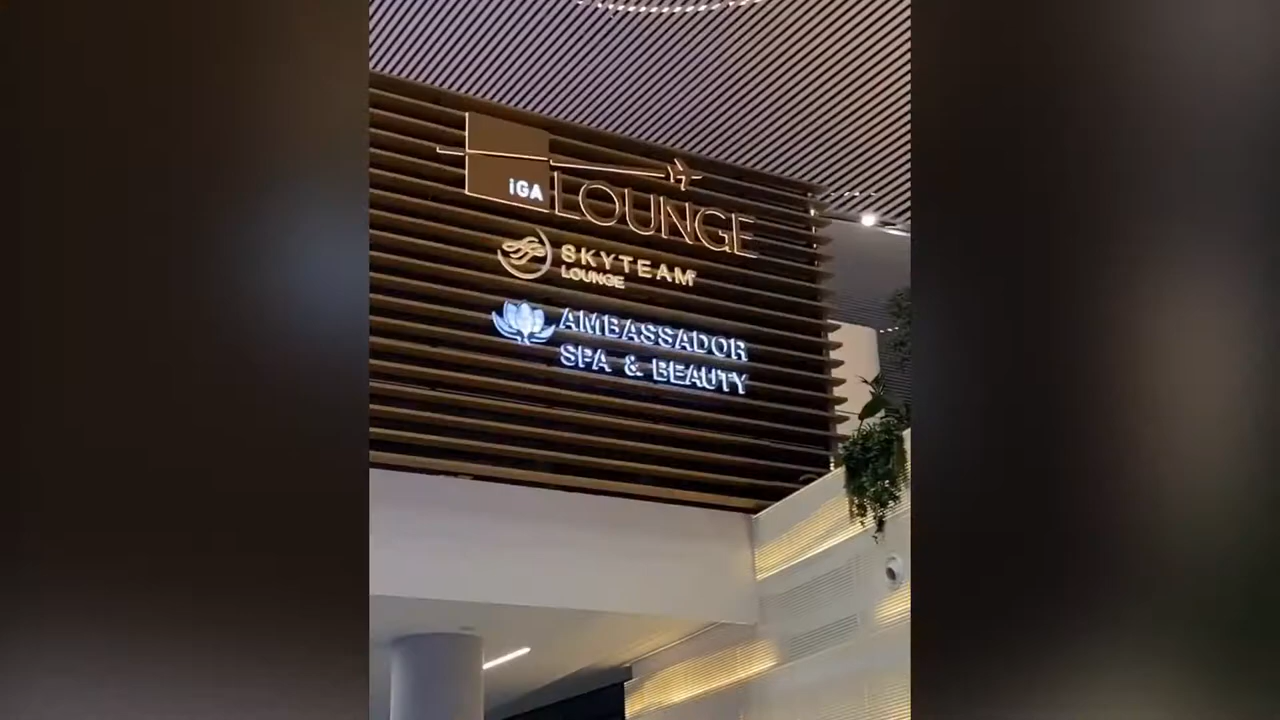 iGA
LOUNGE
SKYTEAM
LOUNGE
AMBASSADOR
SPA & BEAUTY